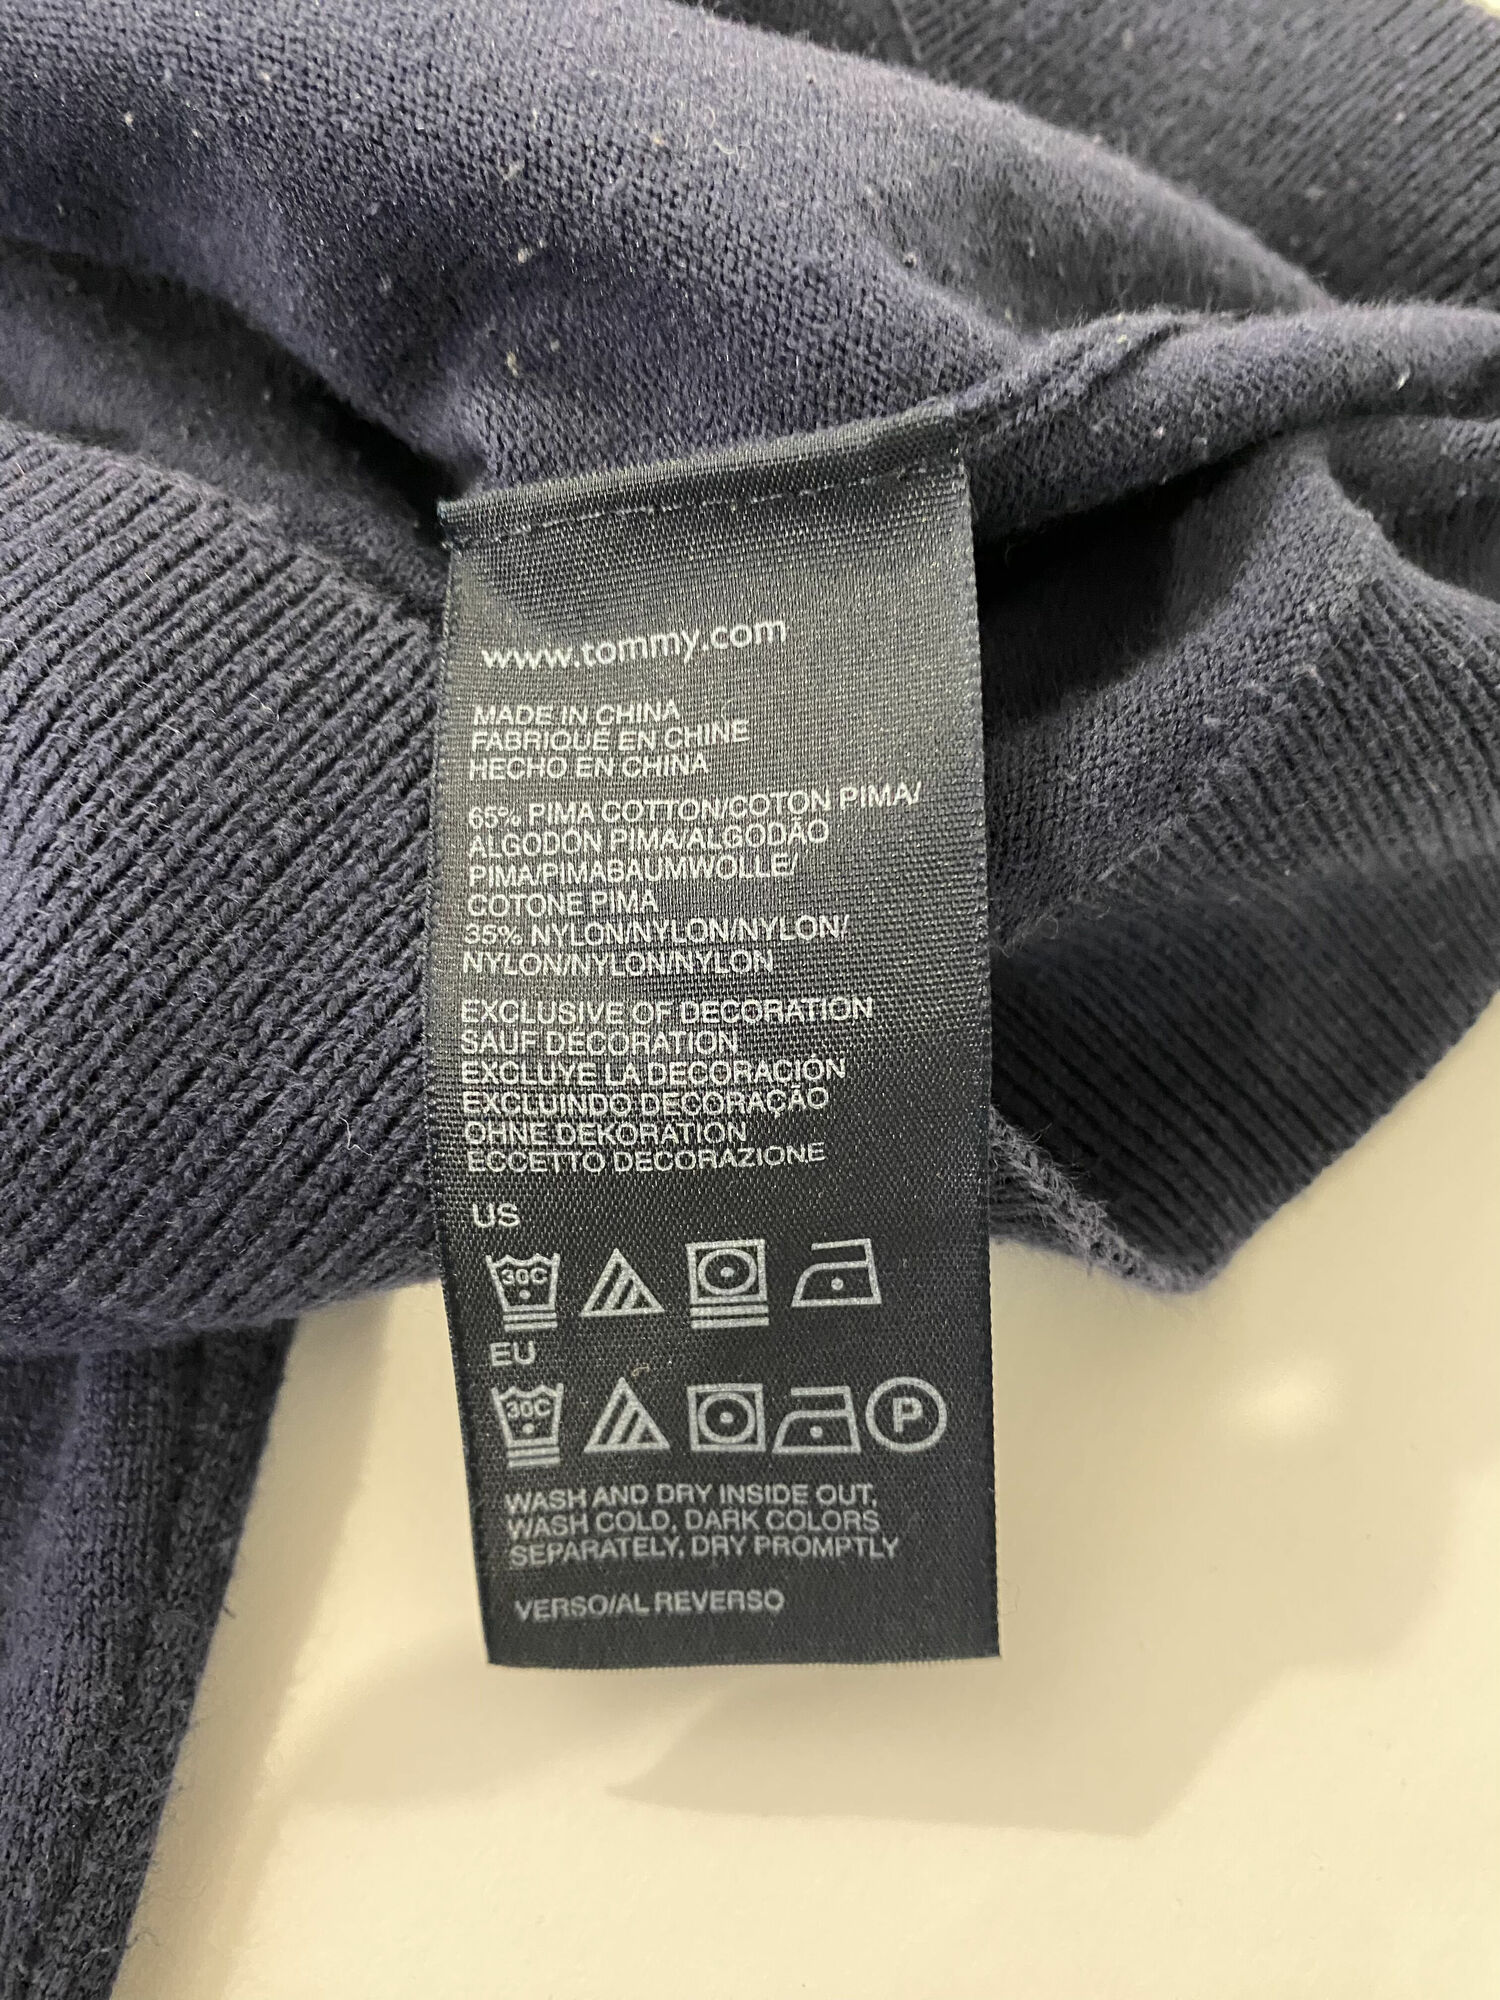 www.tommy.com
MADE IN CHINA
FABRIQUE EN CHINE
HECHO EN CHINA
65% PIMA COTTON/COTON PIMA/
ALGODÓN PIMA/ALGODÃO
PIMA/PIMABAUMWOLLE/
COTONE PIMA
35% NYLON/NYLON/NYLON/
NYLON/NYLON/NYLON
EXCLUSIVE OF DECORATION
SAUF DÉCORATION
EXCLUYE LA DECORACIÓN
EXCLUINDO DECORAÇÃO
OHNE DEKORATION
ECCETTO DECORAZIONE
US
30C
EU
30C P
WASH AND DRY INSIDE OUT,
WASH COLD, DARK COLORS
SEPARATELY, DRY PROMPTLY
VERSO/AL REVERSO